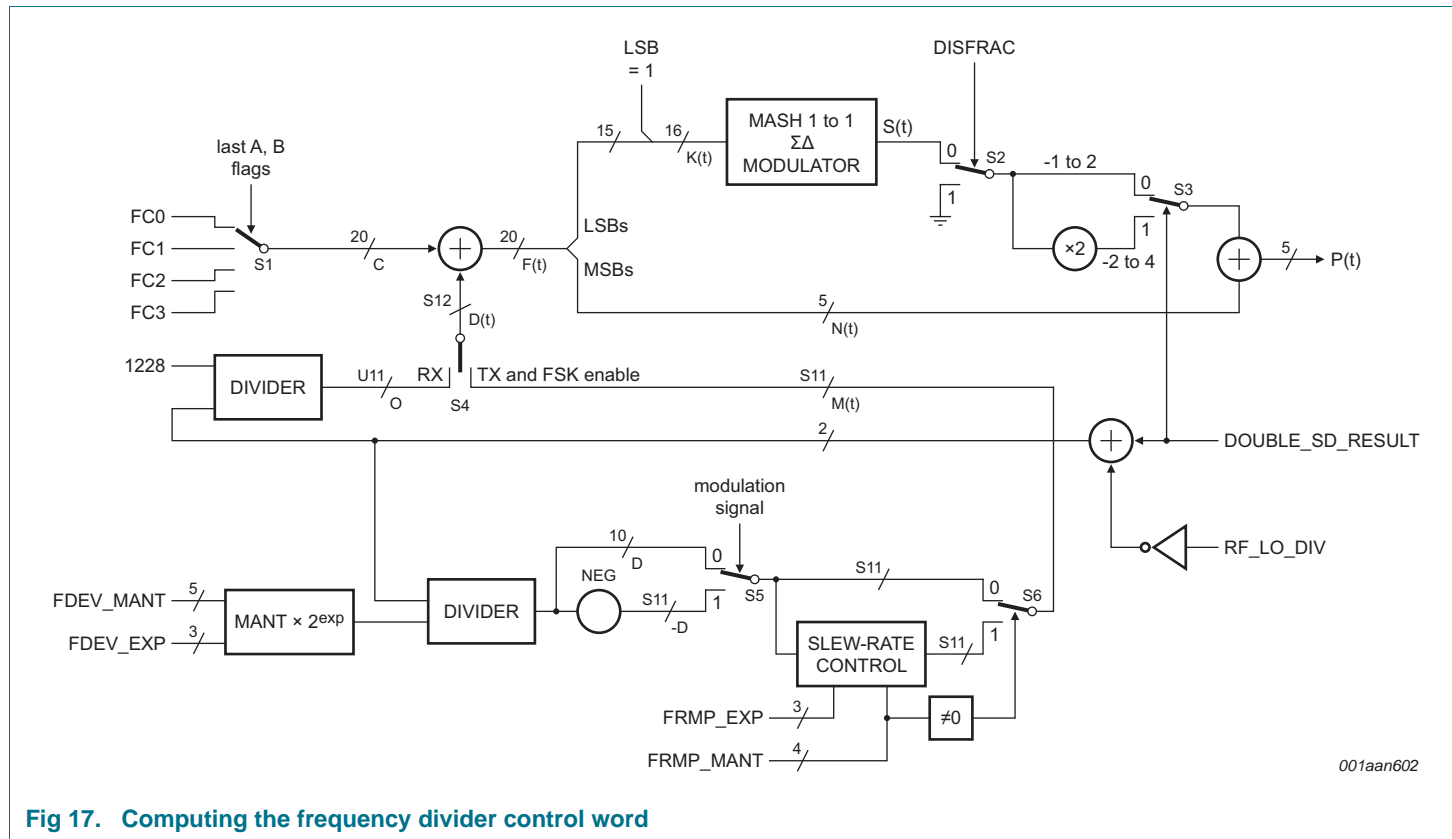 LSB
= 1
DISFRAC
last A, B
flags
15
16
K(t)
MASH 1 to 1
ΣΔ
MODULATOR
S(t)
0
1
S2
-1 to 2
0
1
S3
×2
-2 to 4
FC0
FC1
FC2
FC3
S1
20
C
+
20
F(t)
LSBs
MSBs
+
5
P(t)
S12
D(t)
5
N(t)
1228
DIVIDER
U11
O
RX
S4
TX and FSK enable
S11
M(t)
2
+
DOUBLE_SD_RESULT
RF_LO_DIV
modulation
signal
10
D
0
1
S5
NEG
S11
-D
S11
0
1
S6
FDEV_MANT
5
FDEV_EXP
3
MANT × 2exp
DIVIDER
SLEW-RATE
CONTROL
S11
FRMP_EXP
3
FRMP_MANT
4
≠0
001aan602
Fig 17. Computing the frequency divider control word